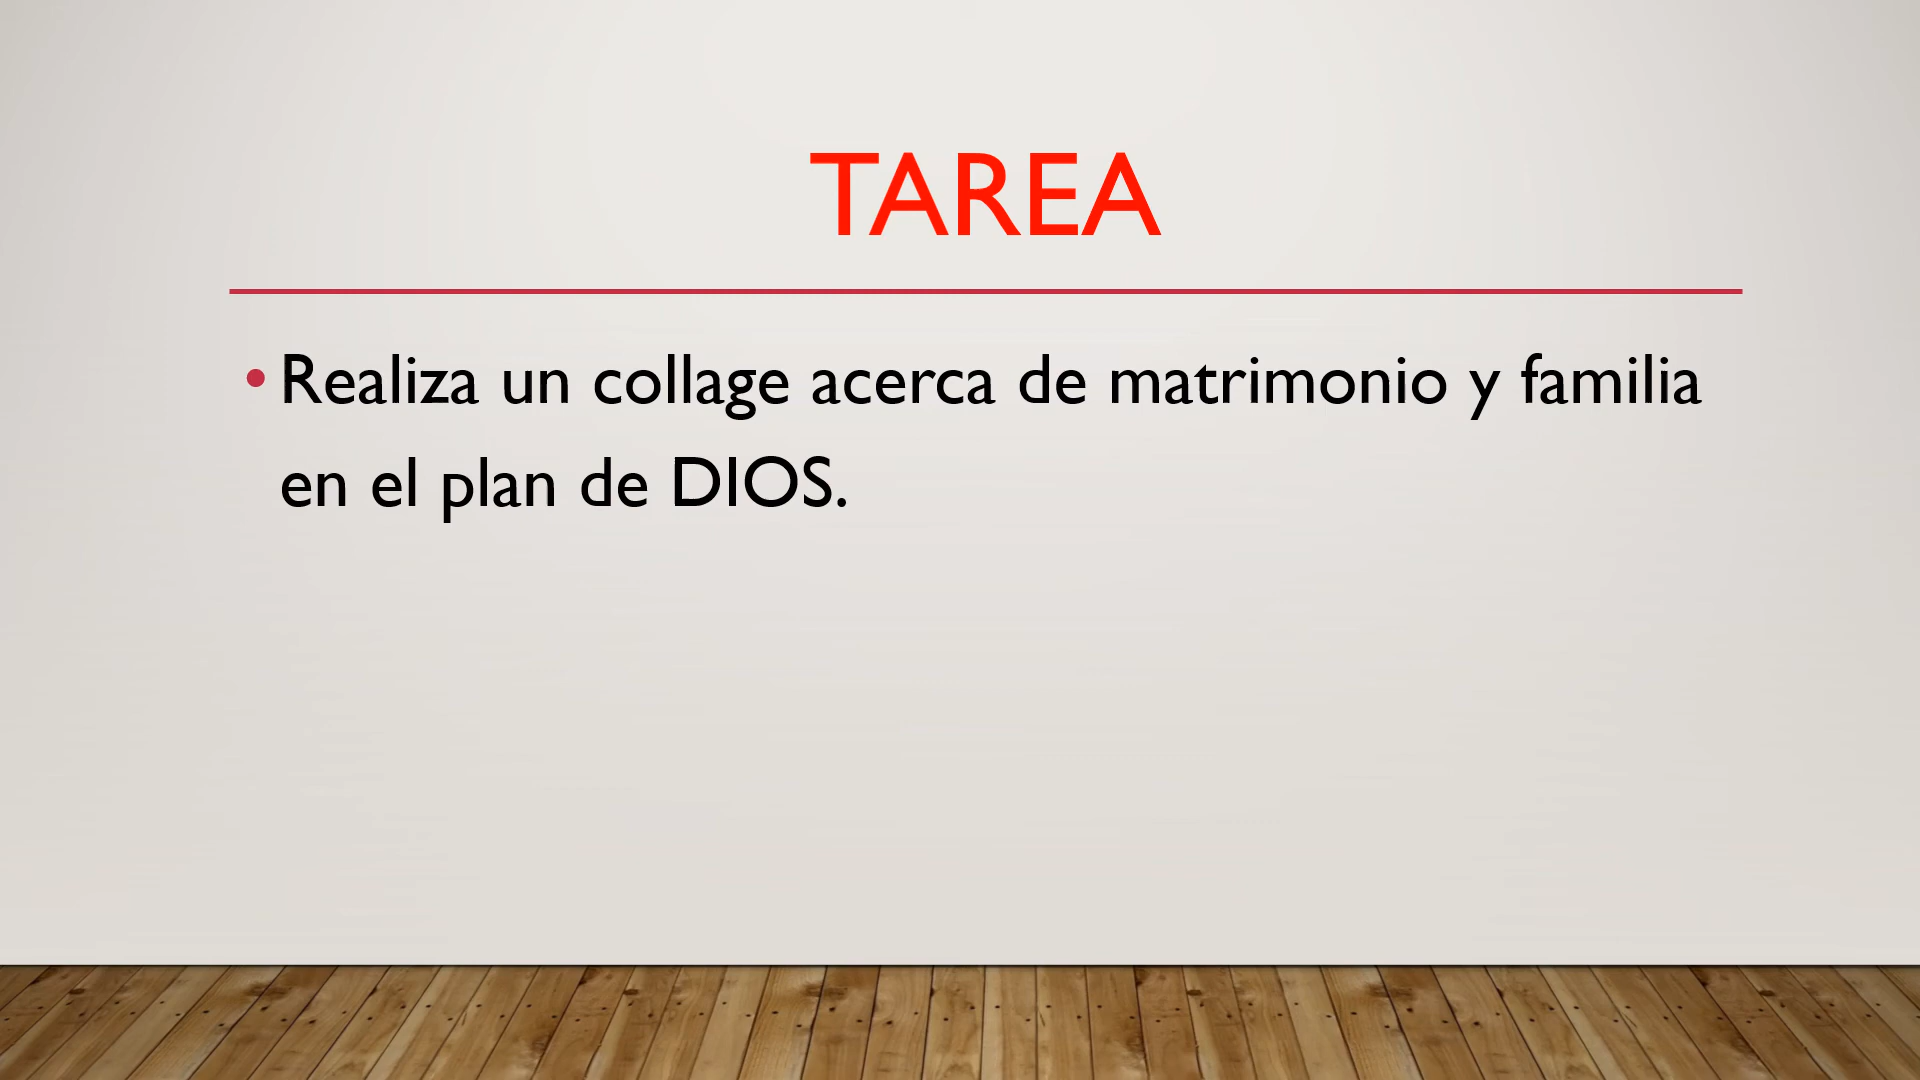 TAREA
• Realiza un collage acerca de matrimonio y familia
en el plan de DIOS.